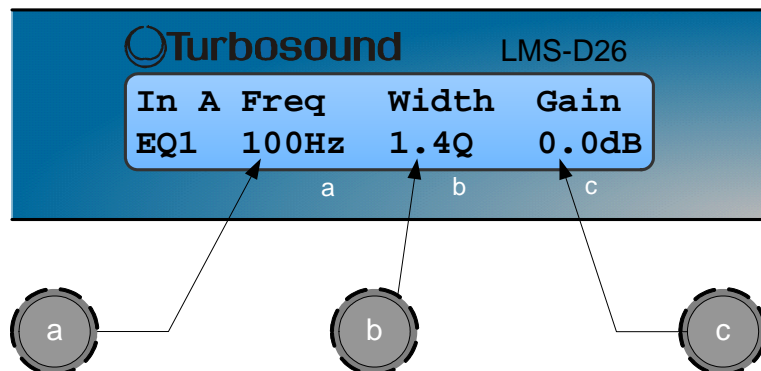 Turbosound LMS-D26
In A Freq Width Gain
EQ1 100Hz 1.4Q 0.0dB
a b c
a b c